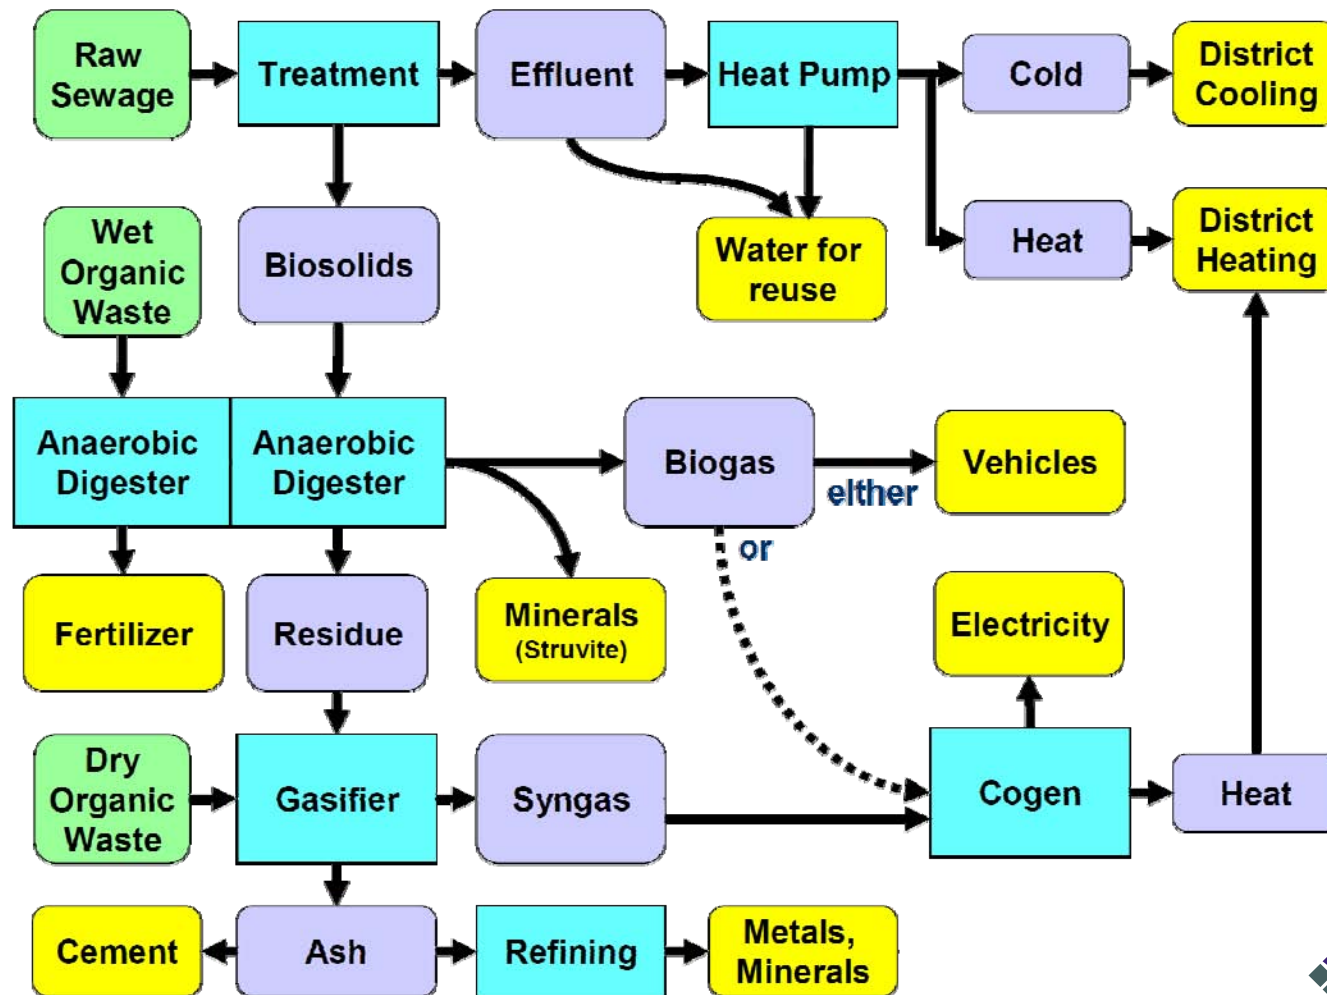 Raw
Sewage
Treatment
Effluent
Heat Pump
Cold
District
Cooling
Wet
Organic
Waste
Biosolids
Water for
reuse
Heat
District
Heating
Anaerobic
Digester
Anaerobic
Digester
Biogas
either
Vehicles
or
Fertilizer
Residue
Minerals
(Struvite)
Electricity
Dry
Organic
Waste
Gasifier
Syngas
Cogen
Heat
Cement
Ash
Refining
Metals,
Minerals